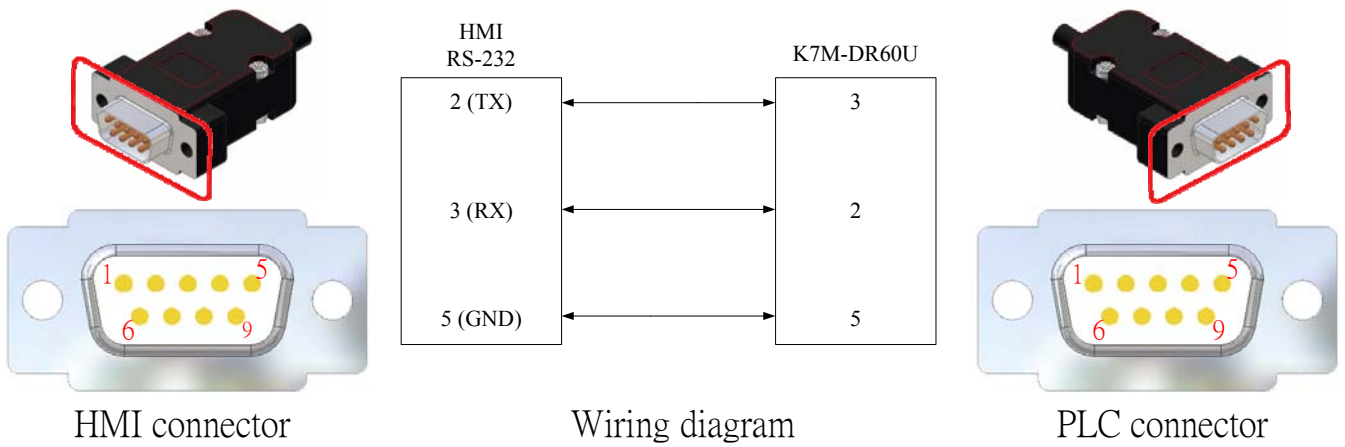 HMI
RS-232
K7M-DR60U
2 (TX)
3
3 (RX)
2
5 (GND)
5
1
5
6
9
1
5
6
9
HMI connector
Wiring diagram
PLC connector